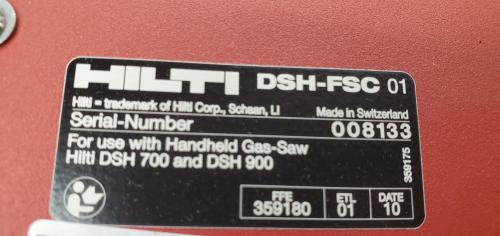 HILTI DSH-FSC 01
Hilti = trademark of Hilti Corp., Schaan, LI Made in Switzerland
Serial-Number 008133
For use with Handheld Gas-Saw
Hilti DSH 700 and DSH 900
359175
FFE ETL DATE
359180 01 10